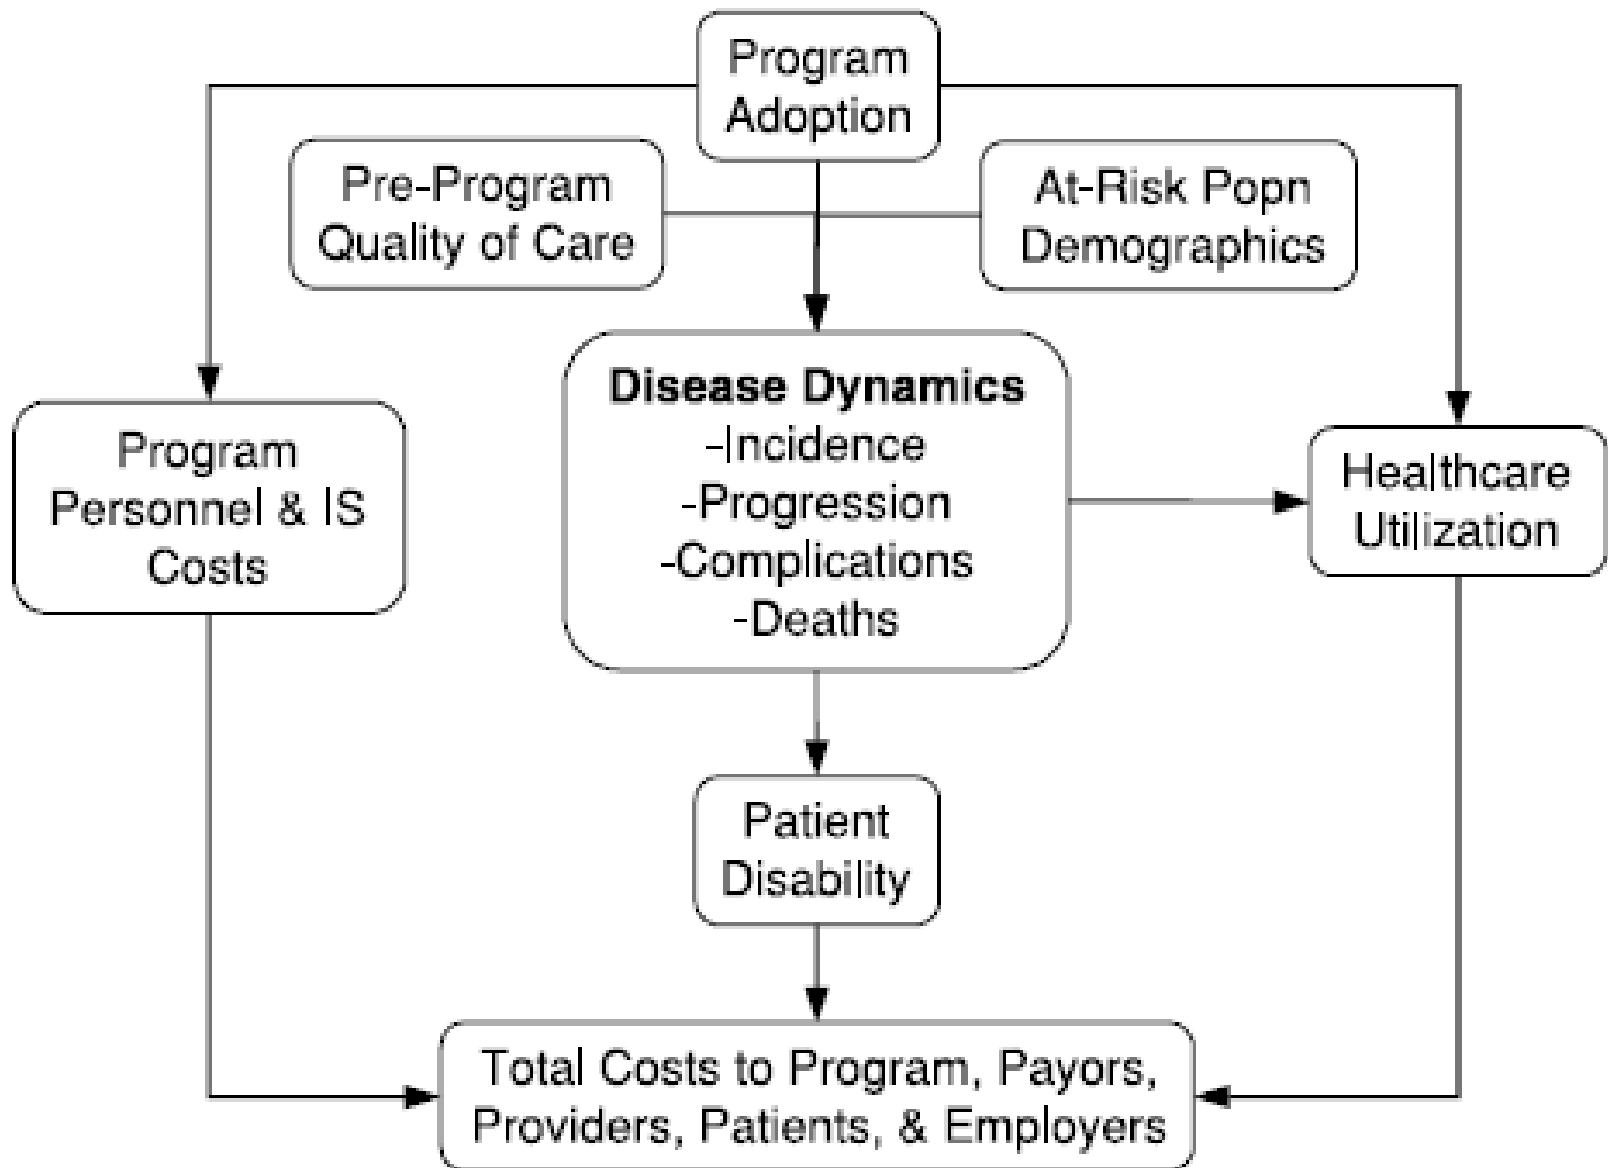 Program
Adoption
Pre-Program
Quality of Care
At-Risk Popn
Demographics
Disease Dynamics
-Incidence
-Progression
-Complications
-Deaths
Program
Personnel & IS
Costs
Healthcare
Utilization
Patient
Disability
Total Costs to Program, Payors,
Providers, Patients, & Employers